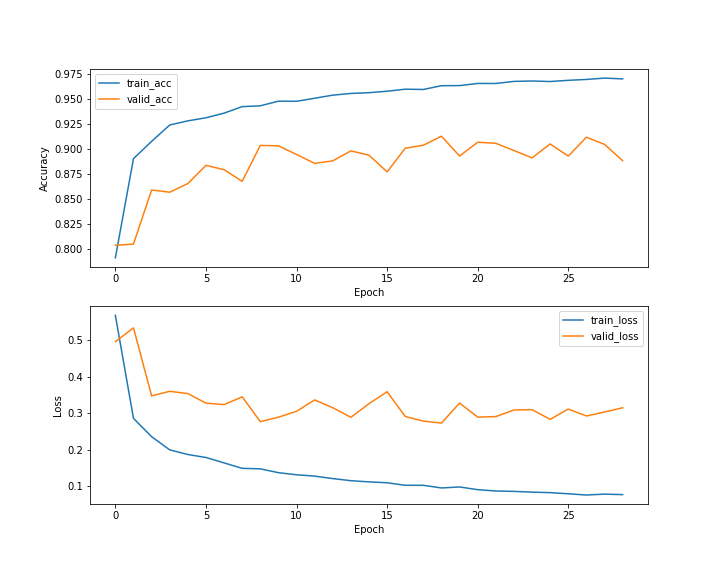 0.975
0.950
0.925
0.900
0.875
0.850
0.825
0.800
Accuracy
train_acc
valid_acc
0 5 10 15 20 25
Epoch
0.5
0.4
0.3
0.2
0.1
Loss
train_loss
valid_loss
0 5 10 15 20 25
Epoch